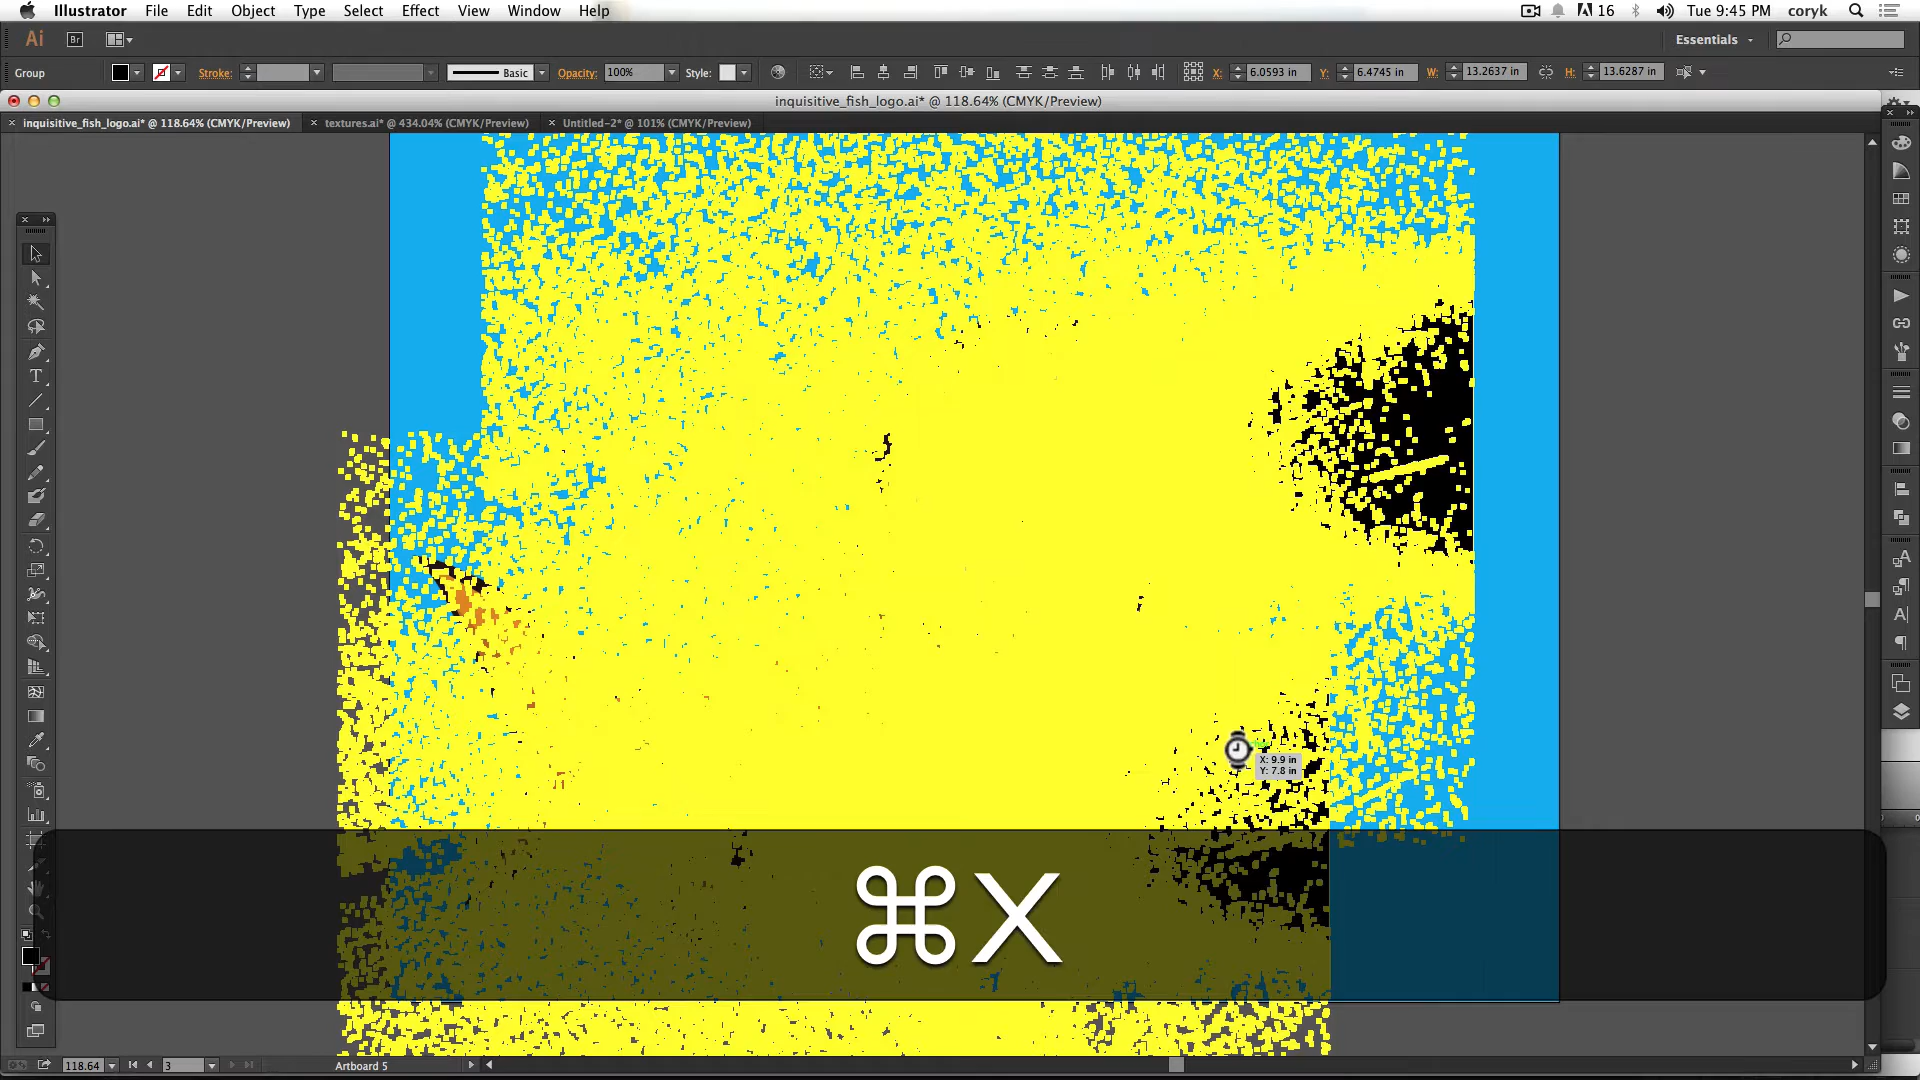 Illustrator File Edit Object Type Select Effect View Window Help 16 Tue 9:45 PM coryk
Ai Br Essentials
Group Stroke: Basic Opacity: 100% Style: X: 6.0593 in Y: 6.4745 in W: 13.2637 in H: 13.6287 in
inquisitive_fish_logo.ai* @ 118.64% (CMYK/Preview)
inquisitive_fish_logo.ai* @ 118.64% (CMYK/Preview) textures.ai* @ 434.04% (CMYK/Preview) Untitled-2* @ 101% (CMYK/Preview)
X: 9.9 in
Y: 7.8 in
⌘X
118.64 3 Artboard 5